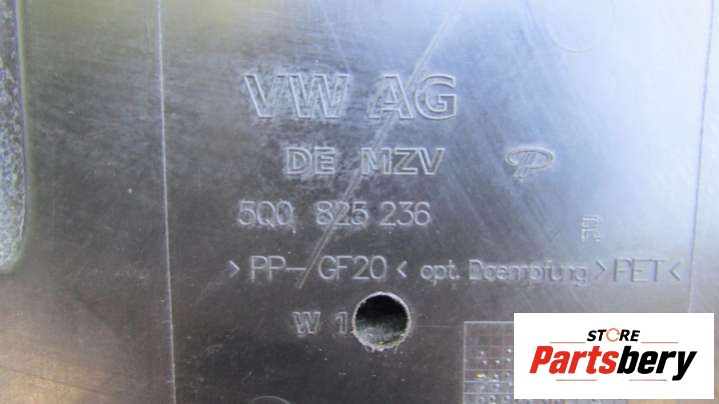 VW AG
DE MZV
5Q0 825 236
R
>PP-GF20< opt. Daempfung >PET<
W 1
STORE
Partsbery